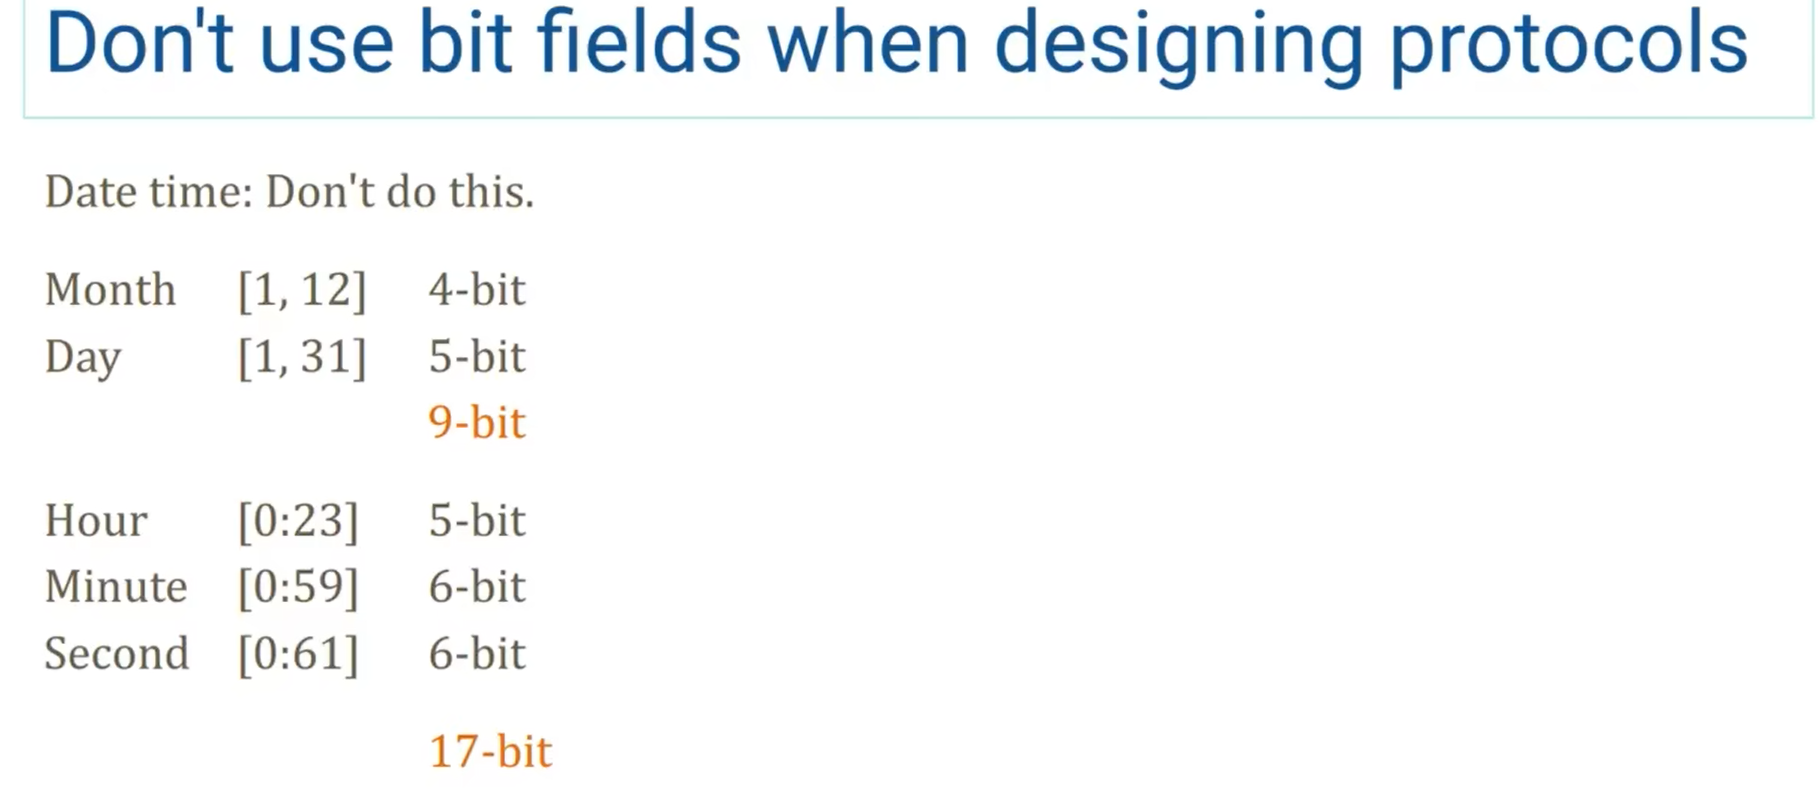 Don't use bit fields when designing protocols
Date time: Don't do this.
Month [1, 12] 4-bit
Day [1, 31] 5-bit
9-bit
Hour [0:23] 5-bit
Minute [0:59] 6-bit
Second [0:61] 6-bit
17-bit